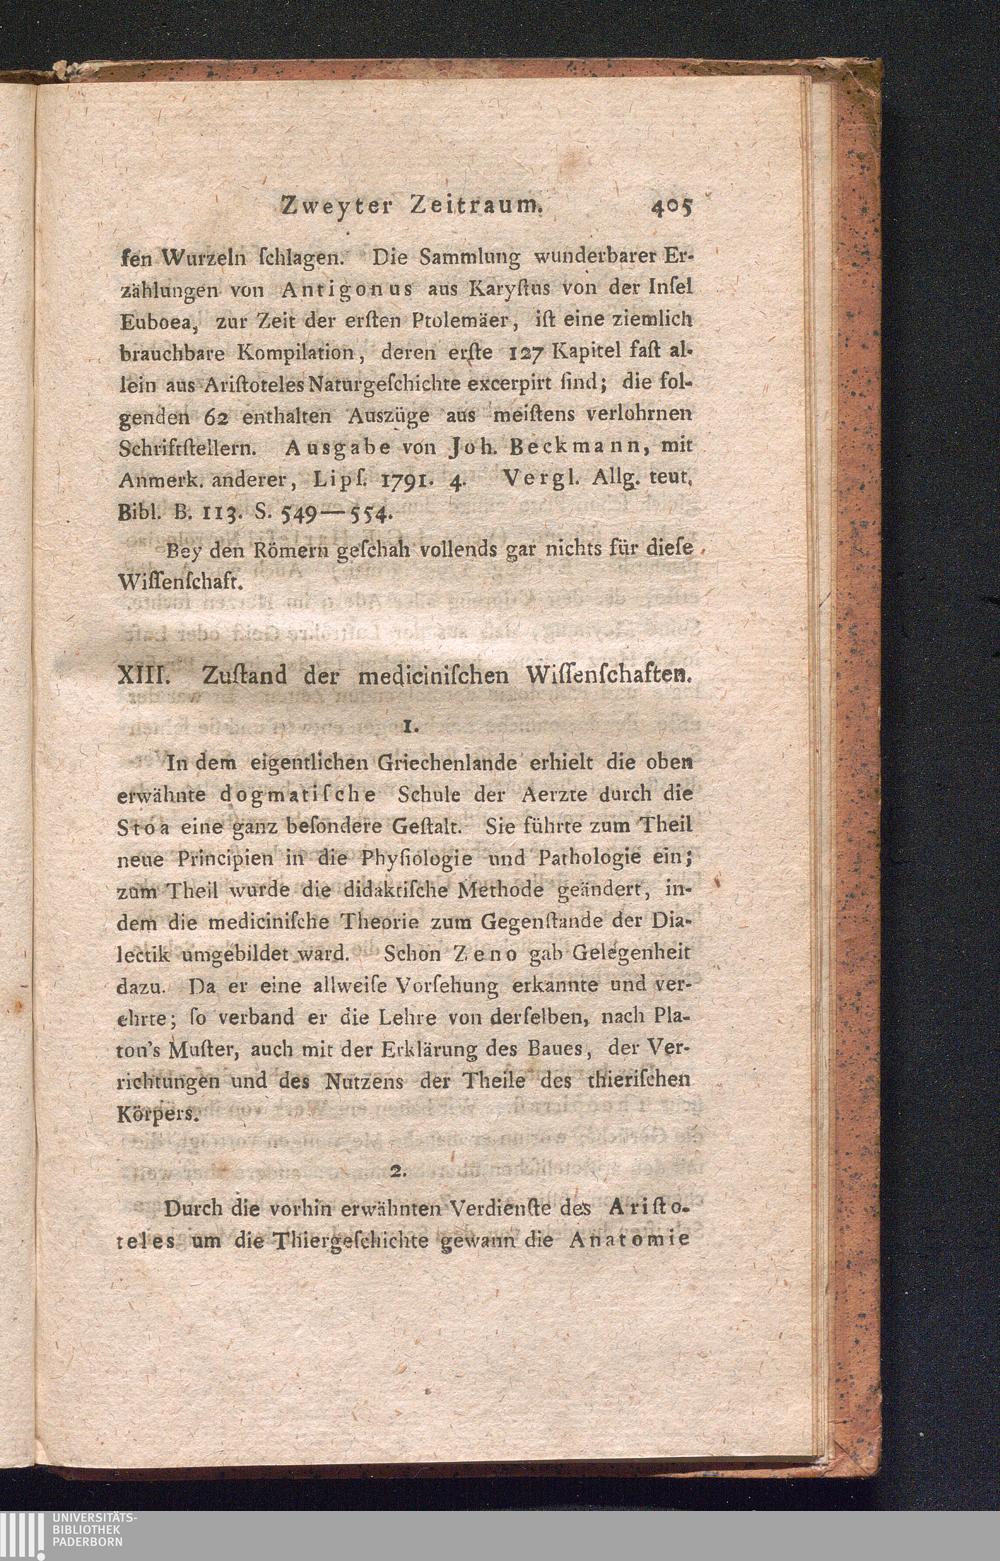 Zweyter Zeitraum. 405
ſen Wurzeln ſchlagen. Die Sammlung wunderbarer Er-
zählungen von Antigonus aus Karyſtus von der Inſel
Euboea, zur Zeit der erſten Ptolemäer, iſt eine ziemlich
brauchbare Kompilation, deren erſte 127 Kapitel faſt al-
lein aus Ariſtoteles Naturgeſchichte excerpirt ſind; die fol-
genden 62 enthalten Auszüge aus meiſtens verlohrnen
Schriftſtellern. Ausgabe von Joh. Beckmann, mit
Anmerk. anderer, Lipſ. 1791. 4. Vergl. Allg. teut.
Bibl. B. 113. S. 549—554.
Bey den Römern geſchah vollends gar nichts für dieſe
Wiſſenſchaft.
XIII. Zuſtand der mediciniſchen Wiſſenſchaften.
1.
In dem eigentlichen Griechenlande erhielt die oben
erwähnte dogmatiſche Schule der Aerzte durch die
Stoa eine ganz beſondere Geſtalt. Sie führte zum Theil
neue Principien in die Phyſiologie und Pathologie ein;
zum Theil wurde die didaktiſche Methode geändert, in-
dem die mediciniſche Theorie zum Gegenſtande der Dia-
lectik umgebildet ward. Schon Zeno gab Gelegenheit
dazu. Da er eine allweiſe Vorſehung erkannte und ver-
ehrte; ſo verband er die Lehre von derſelben, nach Pla-
ton's Muſter, auch mit der Erklärung des Baues, der Ver-
richtungen und des Nutzens der Theile des thieriſchen
Körpers.
2.
Durch die vorhin erwähnten Verdienſte des Ariſto-
teles um die Thiergeſchichte gewann die Anatomie
UNIVERSITÄTS-
BIBLIOTHEK
PADERBORN